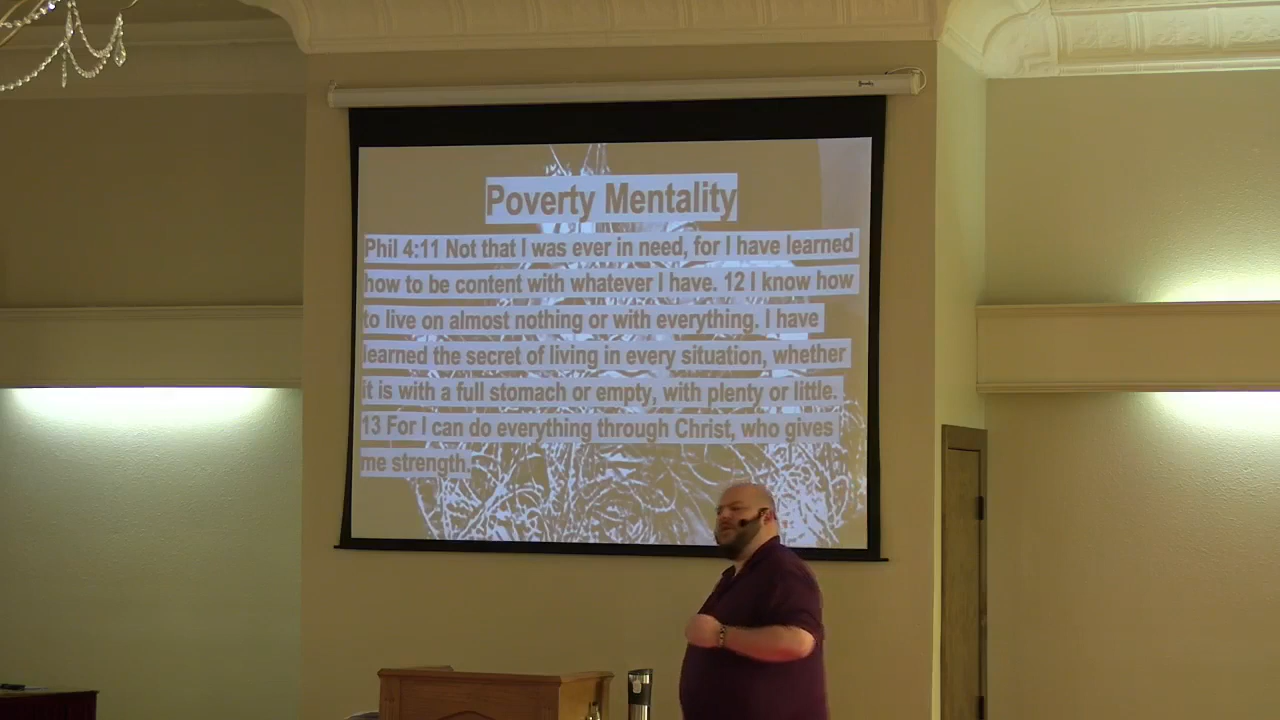 Poverty Mentality
Phil 4:11 Not that I was ever in need, for I have learned
how to be content with whatever I have. 12 I know how
to live on almost nothing or with everything. I have
learned the secret of living in every situation, whether
it is with a full stomach or empty, with plenty or little.
13 For I can do everything through Christ, who gives
me strength.